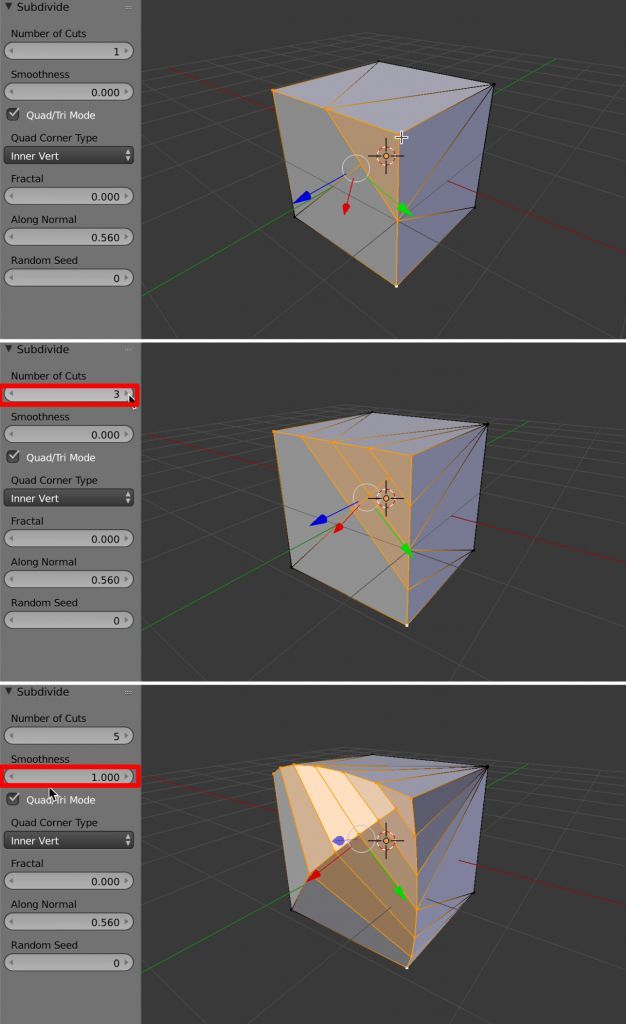 Subdivide
Number of Cuts
1
Smoothness
0.000
Quad/Tri Mode
Quad Corner Type
Inner Vert
Fractal
0.000
Along Normal
0.560
Random Seed
0
Subdivide
Number of Cuts
3
Smoothness
0.000
Quad/Tri Mode
Quad Corner Type
Inner Vert
Fractal
0.000
Along Normal
0.560
Random Seed
0
Subdivide
Number of Cuts
5
Smoothness
1.000
Quad/Tri Mode
Quad Corner Type
Inner Vert
Fractal
0.000
Along Normal
0.560
Random Seed
0